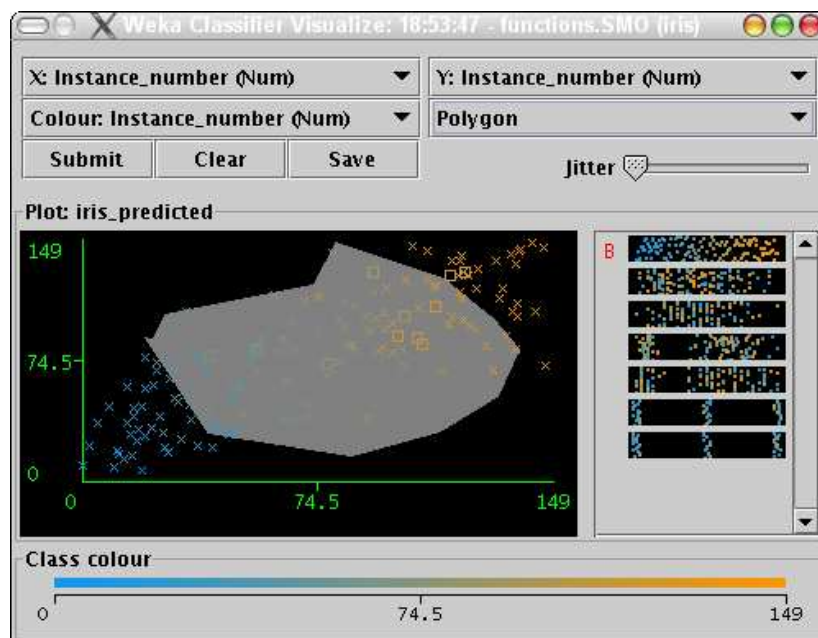 Weka Classifier Visualize: 18:53:47 - functions.SMO (iris)
X: Instance_number (Num)
Y: Instance_number (Num)
Colour: Instance_number (Num)
Polygon
Submit
Clear
Save
Jitter
Plot: iris_predicted
149
74.5
0
0
74.5
149
B
Class colour
0
74.5
149